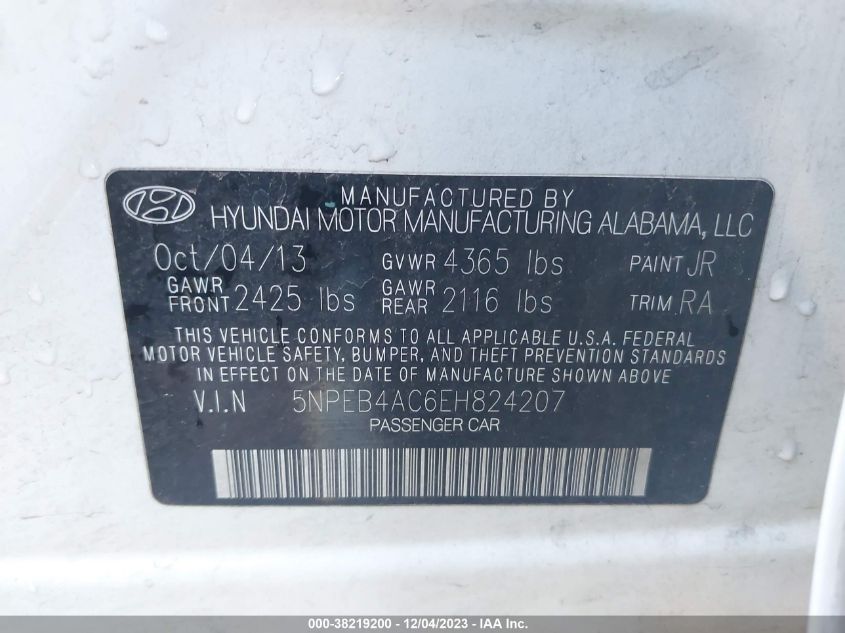 MANUFACTURED BY
HYUNDAI MOTOR MANUFACTURING ALABAMA, LLC
Oct/04/13 GVWR 4365 lbs PAINT JR
GAWR FRONT 2425 lbs GAWR REAR 2116 lbs TRIM RA
THIS VEHICLE CONFORMS TO ALL APPLICABLE U.S.A. FEDERAL
MOTOR VEHICLE SAFETY, BUMPER, AND THEFT PREVENTION STANDARDS
IN EFFECT ON THE DATE OF MANUFACTURE SHOWN ABOVE.
V.I.N 5NPEB4AC6EH824207
PASSENGER CAR
000-38219200 - 12/04/2023 - IAA Inc.